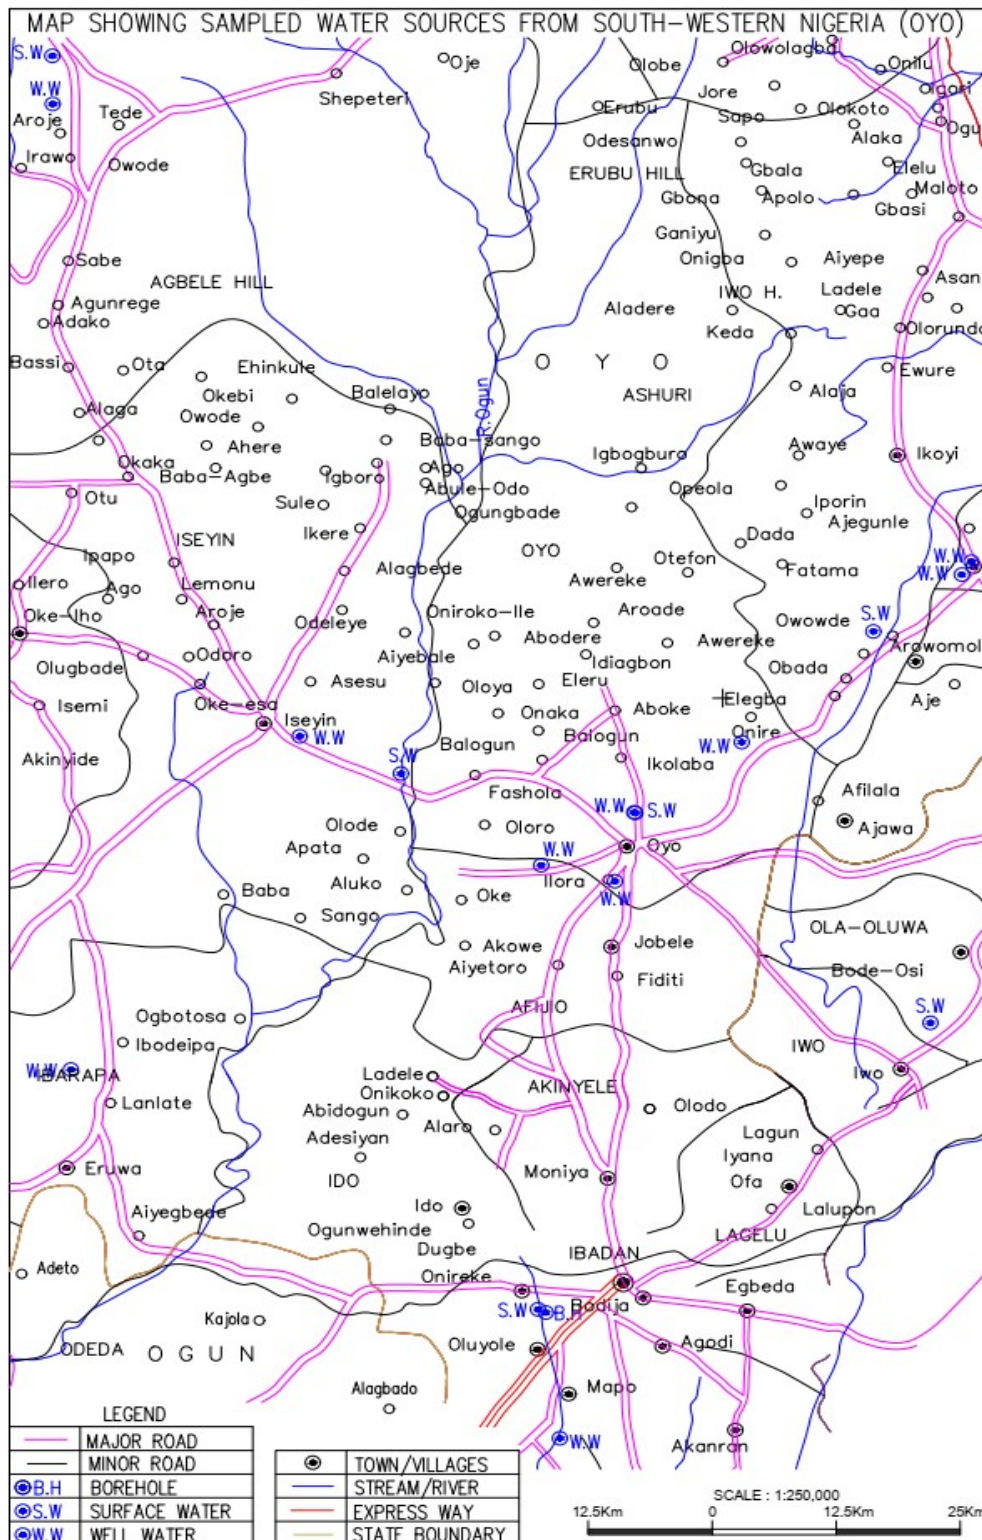 MAP SHOWING SAMPLED WATER SOURCES FROM SOUTH-WESTERN NIGERIA (OYO)
S.W
Oje
Olobe
Olowolagba
Onilu
W.W
Shepeteri
Jore
Igari
Aroje
Tede
Erubu
Sapo
Olokoto
Ogu
Odesanwo
Alaka
Irawo
Owode
ERUBU HILL
Gbala
Elelu
Gbona
Apolo
Maloto
Gbasi
Ganiyu
Sabe
Onigba
Aiyepe
AGBELE HILL
Asan
Agunrege
IWO H.
Ladele
Adako
Aladere
Gaa
Keda
Olorundo
Bassi
Otai
Ehinkule
O Y O
Ewure
Okebi
Balelayo
R.Ogun
ASHURI
Alaja
Alaga
Owode
Ahere
Baba-sango
Awaye
Okaka
Baba-Agbe
Igboro
Ago
Igbogburo
Ikoyi
Otu
Abule-Odo
Opeola
Sule
Ogungbade
Iporin
Ikere
Ajegunle
ISEYIN
OYO
Dada
Ipapo
Otefon
W.W
Ilero
Lemonu
Alagbede
Awereke
Fatama
W.W
Ago
Aroje
Odeleye
Oniroko-Ile
Aroade
Owowde
S.W
Oke-Iho
Abodere
Awereke
Arowomol
Olugbade
Odoro
Aiyebale
Idiagbon
Obada
Asesu
Oloya
Eleru
Elegba
Aje
Isemi
Oke-esa
Iseyin
Onaka
Aboke
Onire
W.W
S.W
Balogun
Balogun
W.W
Akinyide
Ikolaba
Fashola
Afilala
W.W
S.W
Olode
Oloro
Oyo
Ajawa
Apata
W.W
Aluko
Ilora
Baba
Oke
W.W
Sango
OLA-OLUWA
Akowe
Jobele
Aiyetoro
Bode-Osi
Fiditi
AFIJIO
S.W
Ogbotosa
Ibodeipa
IWO
W.W
IBARAPA
Ladele
Iwo
Onikoko
AKINYELE
Lanlate
Abidogun
Olodo
Alaro
Adesiyan
Lagun
Eruwa
Iyana
IDO
Moniya
Ofa
Aiyegbede
Ido
Lalupon
Ogunwehinde
LAGELU
Dugbe
IBADAN
Adeto
Onireke
Egbeda
S.W
B.H
Bodija
Kajola
ODEDA
OGUN
Oluyole
Agodi
Alagbado
Mapo
W.W
Akanran
LEGEND
MAJOR ROAD
MINOR ROAD
B.H BOREHOLE
S.W SURFACE WATER
W.W WELL WATER
TOWN/VILLAGES
STREAM/RIVER
EXPRESS WAY
STATE BOUNDARY
SCALE : 1:250,000
12.5Km 0 12.5Km 25Km